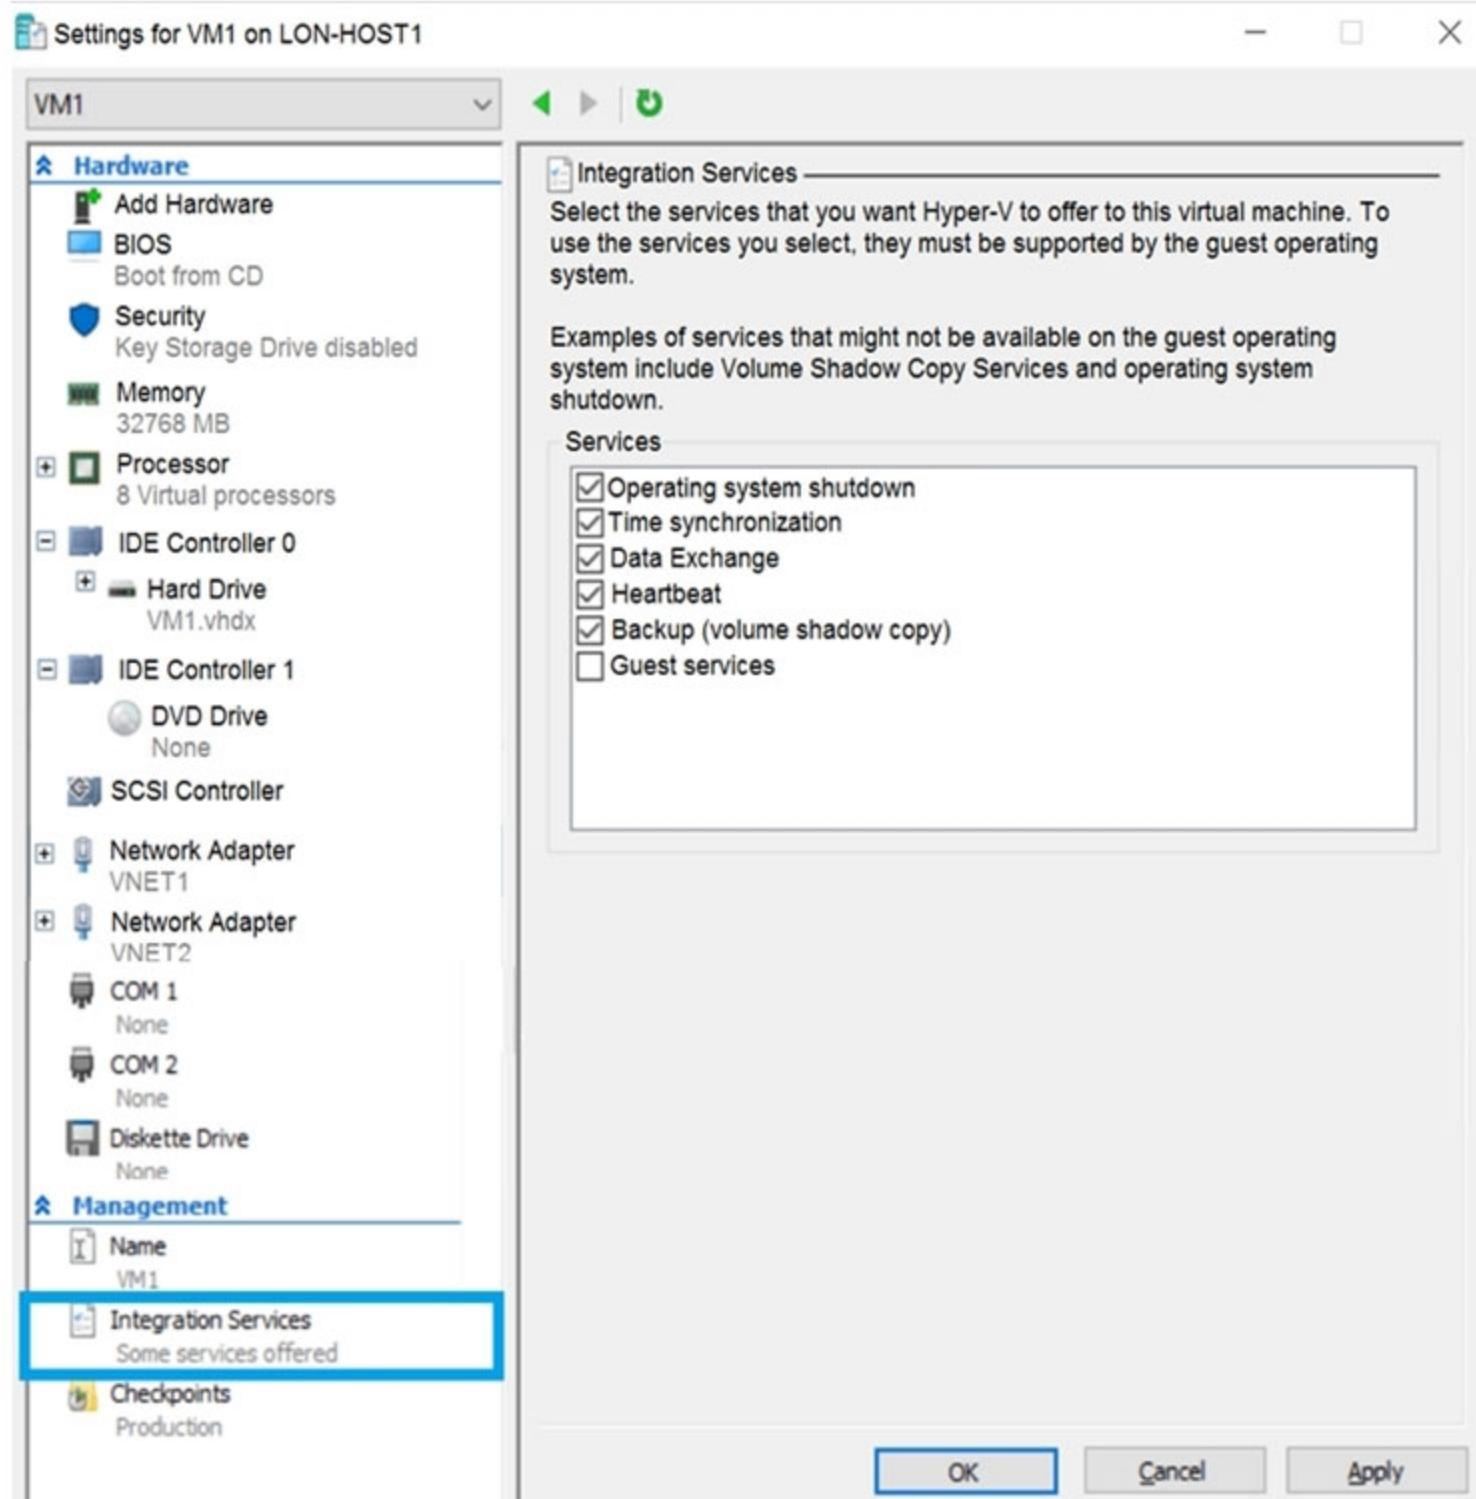 Settings for VM1 on LON-HOST1
VM1
Hardware
Add Hardware
BIOS
Boot from CD
Security
Key Storage Drive disabled
Memory
32768 MB
Processor
8 Virtual processors
IDE Controller 0
Hard Drive
VM1.vhdx
IDE Controller 1
DVD Drive
None
SCSI Controller
Network Adapter
VNET1
Network Adapter
VNET2
COM 1
None
COM 2
None
Diskette Drive
None
Management
Name
VM1
Integration Services
Some services offered
Checkpoints
Production
Integration Services
Select the services that you want Hyper-V to offer to this virtual machine. To
use the services you select, they must be supported by the guest operating
system.
Examples of services that might not be available on the guest operating
system include Volume Shadow Copy Services and operating system
shutdown.
Services
Operating system shutdown
Time synchronization
Data Exchange
Heartbeat
Backup (volume shadow copy)
Guest services
OK
Cancel
Apply